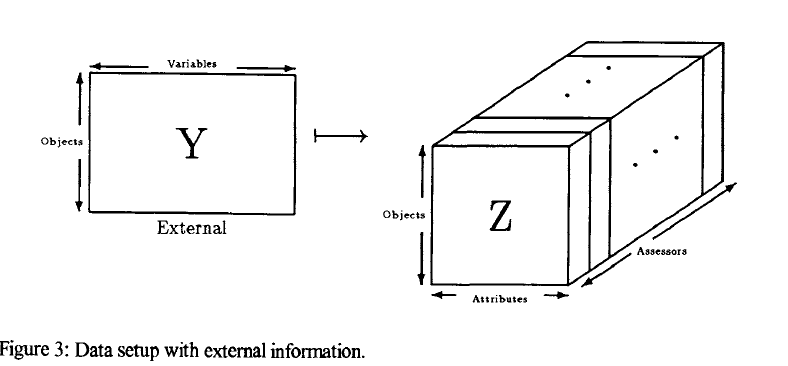 Variables
Objects
Y
External
Objects
Z
Assessors
Attributes
Figure 3: Data setup with external information.